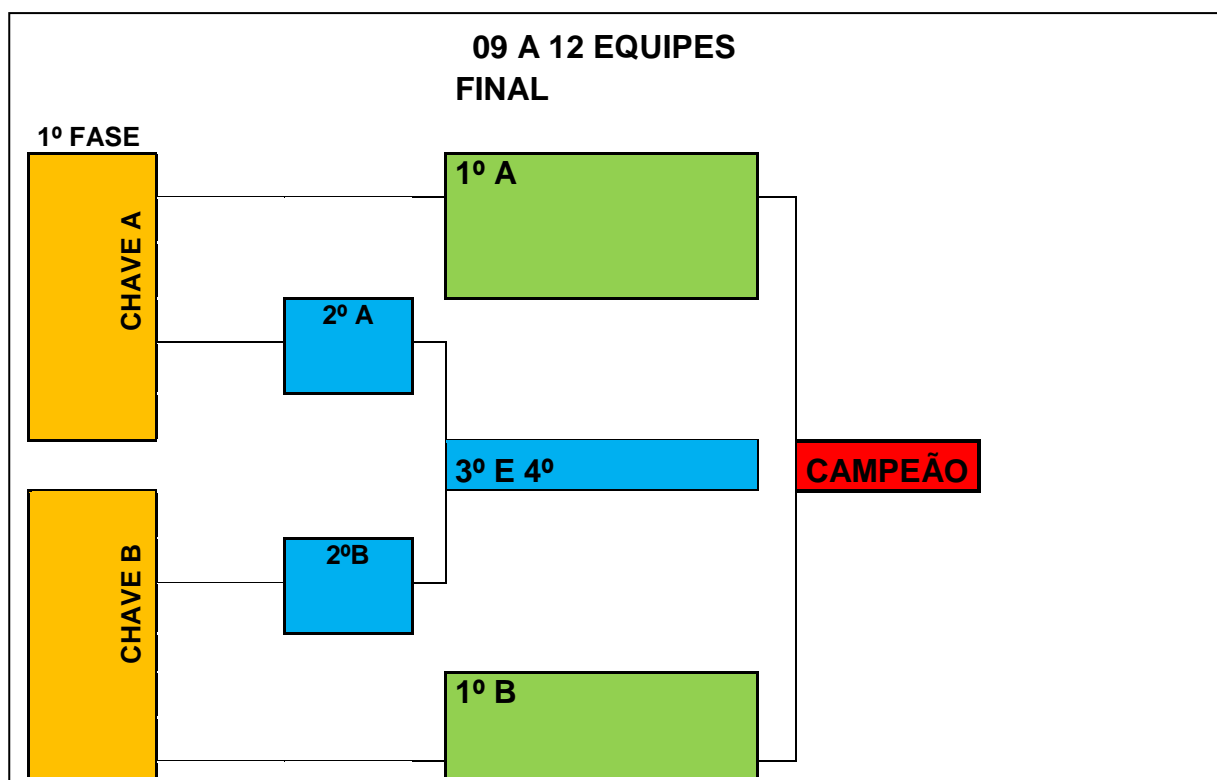 09 A 12 EQUIPES
FINAL
1º FASE
1º A
CHAVE A
2º A
3º E 4º
CAMPEÃO
CHAVE B
2ºB
1º B